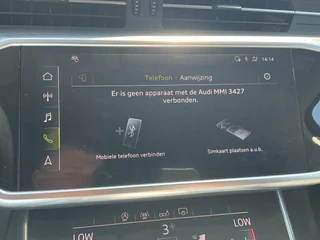 14:14
Telefoon - Aanwijzing
Er is geen apparaat met de Audi MMI 3427
verbonden.
Mobiele telefoon verbinden
Simkaart plaatsen a.u.b.
LOW
3
LOW